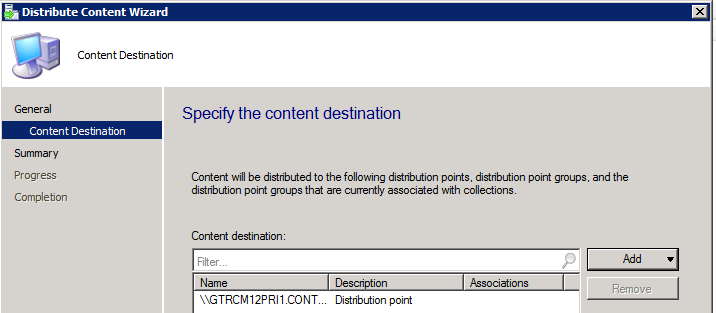 Distribute Content Wizard
Content Destination
General
Content Destination
Summary
Progress
Completion
Specify the content destination
Content will be distributed to the following distribution points, distribution point groups, and the
distribution point groups that are currently associated with collections.
Content destination:
Filter...
Add
Remove
Name Description Associations
\\GTRCM12PRI1.CONT... Distribution point